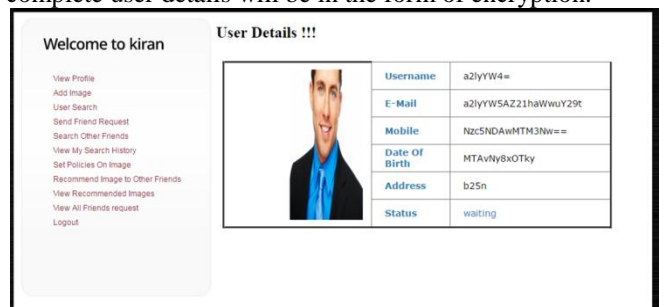 complete user details will be in the form of encryption.
Welcome to kiran
User Details !!!
View Profile
Add Image
User Search
Send Friend Request
Search Other Friends
View My Search History
Set Policies On Image
Recommend Image to Other Friends
View Recommended Images
View All Friends request
Logout
Username a2lyYW4=
E-Mail a2lyYW5AZ21haWwuY29t
Mobile Nzc5NDAwMTM3Nw==
Date Of
Birth MTAvNy8xOTky
Address b25n
Status waiting